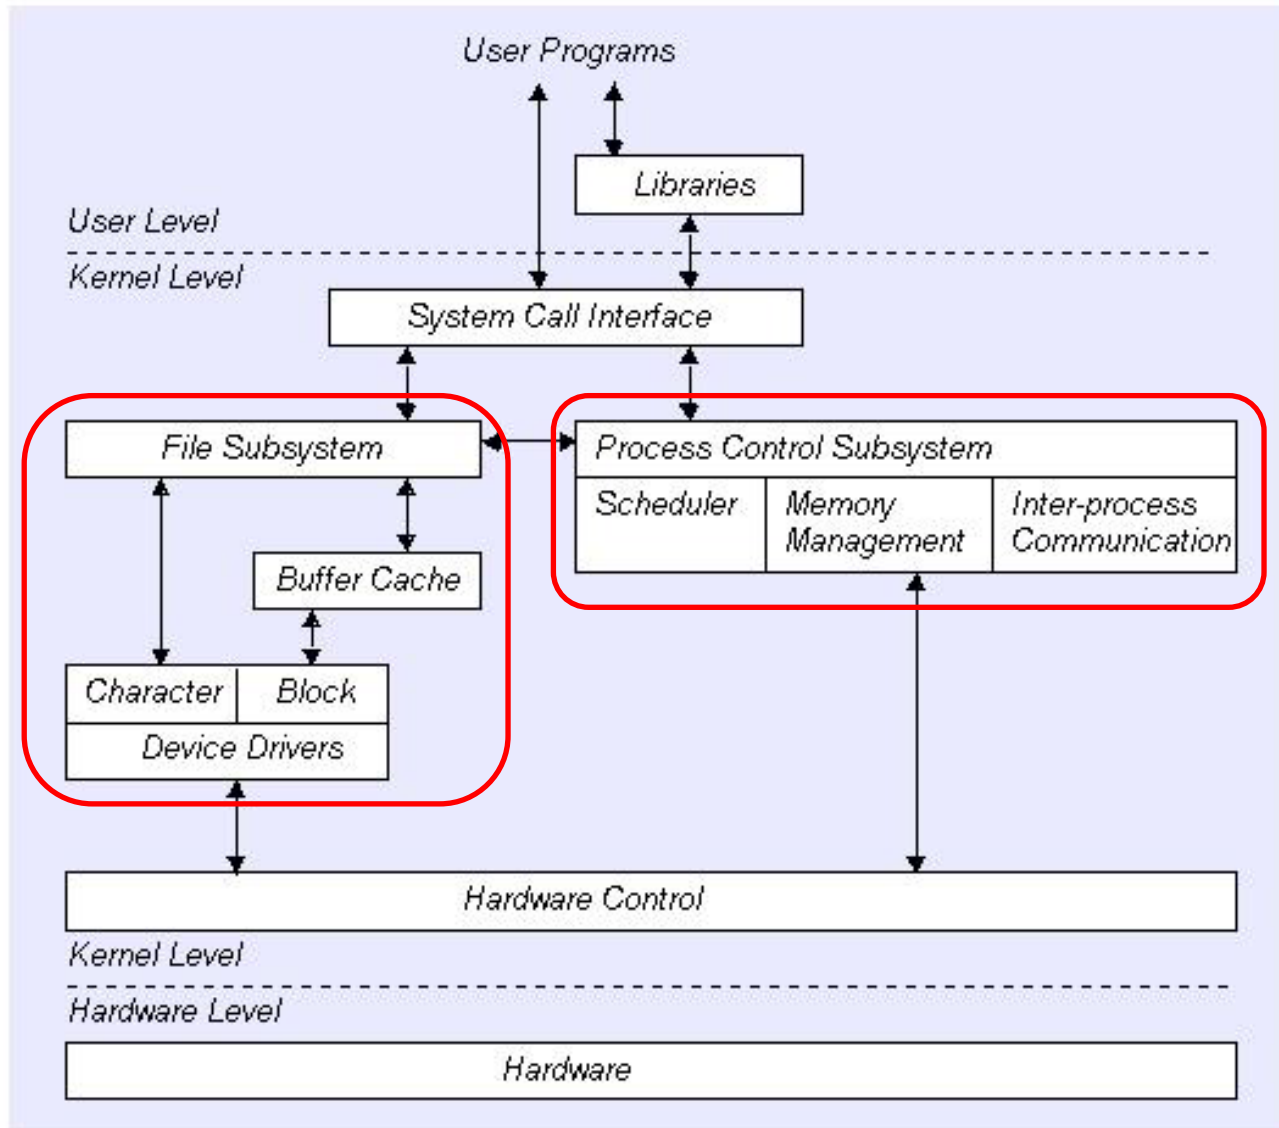 User Programs
Libraries
User Level
Kernel Level
System Call Interface
File Subsystem
Process Control Subsystem
Scheduler
Memory
Management
Inter-process
Communication
Buffer Cache
Character
Block
Device Drivers
Hardware Control
Kernel Level
Hardware Level
Hardware